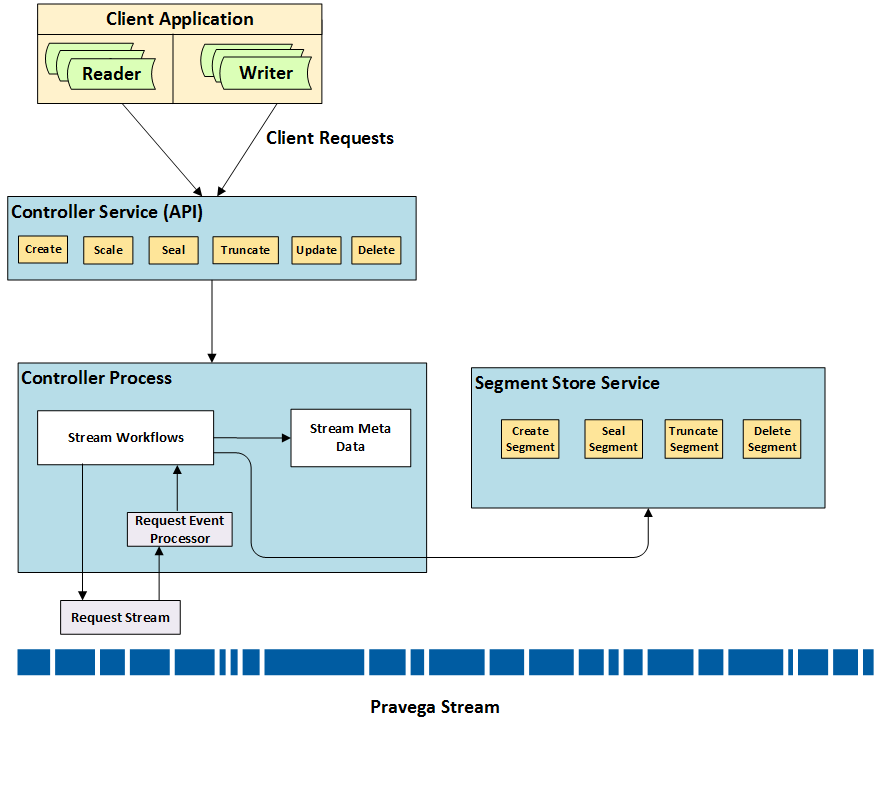 Client Application
Reader
Writer
Client Requests
Controller Service (API)
Create
Scale
Seal
Truncate
Update
Delete
Controller Process
Stream Workflows
Stream Meta
Data
Request Event
Processor
Request Stream
Segment Store Service
Create
Segment
Seal
Segment
Truncate
Segment
Delete
Segment
Pravega Stream